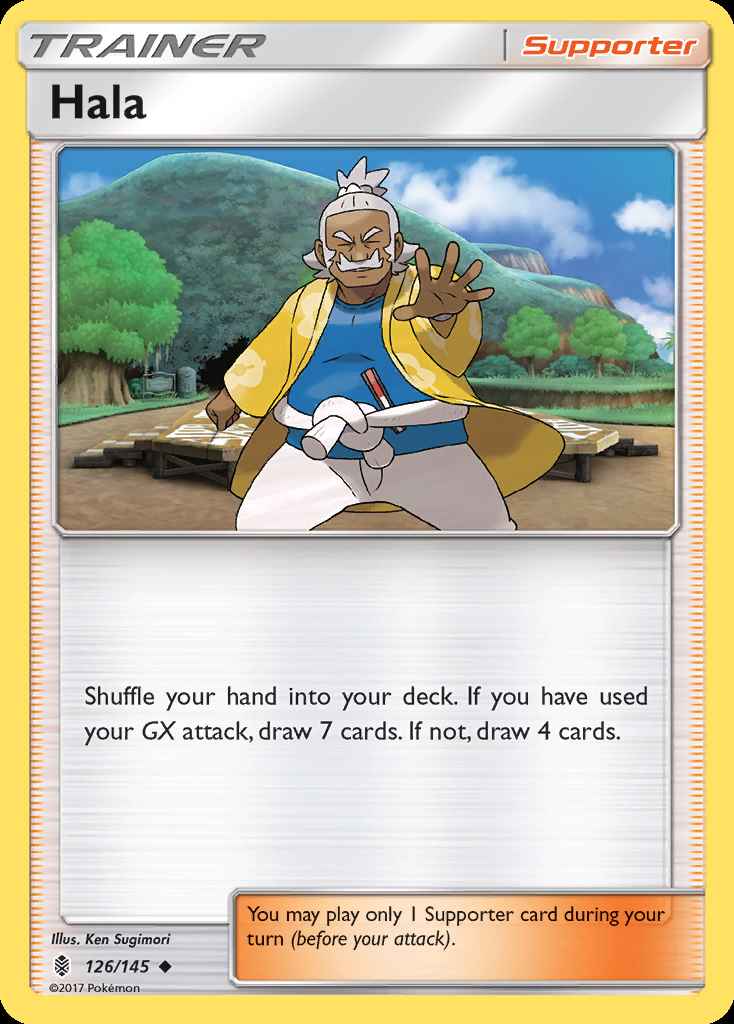 TRAINER
Supporter
Hala
Shuffle your hand into your deck. If you have used
your GX attack, draw 7 cards. If not, draw 4 cards.
You may play only 1 Supporter card during your
turn (before your attack).
Illus. Ken Sugimori
126/145 ◆
©2017 Pokémon